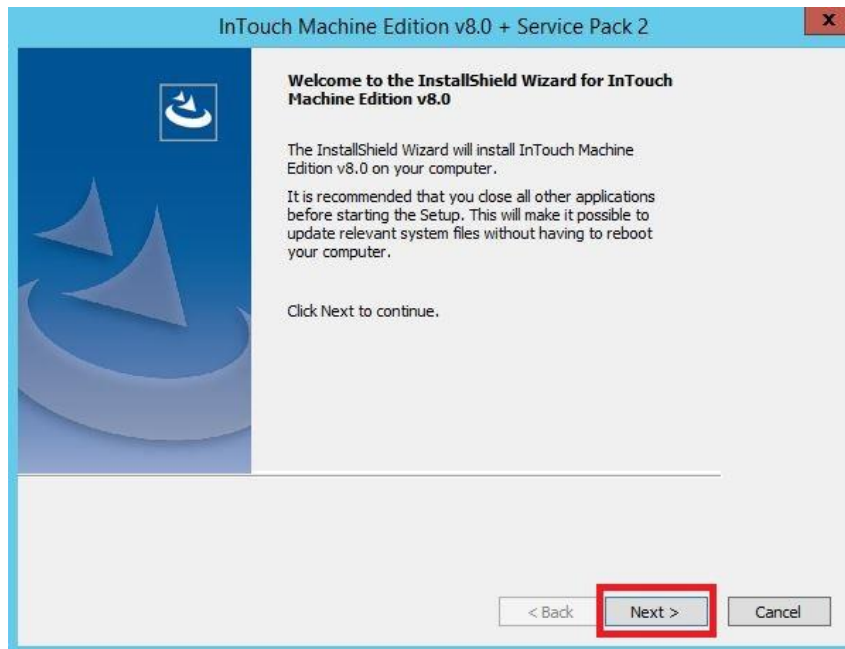 InTouch Machine Edition v8.0 + Service Pack 2
x
Welcome to the InstallShield Wizard for InTouch
Machine Edition v8.0
The InstallShield Wizard will install InTouch Machine
Edition v8.0 on your computer.
It is recommended that you close all other applications
before starting the Setup. This will make it possible to
update relevant system files without having to reboot
your computer.
Click Next to continue.
< Back
Next >
Cancel